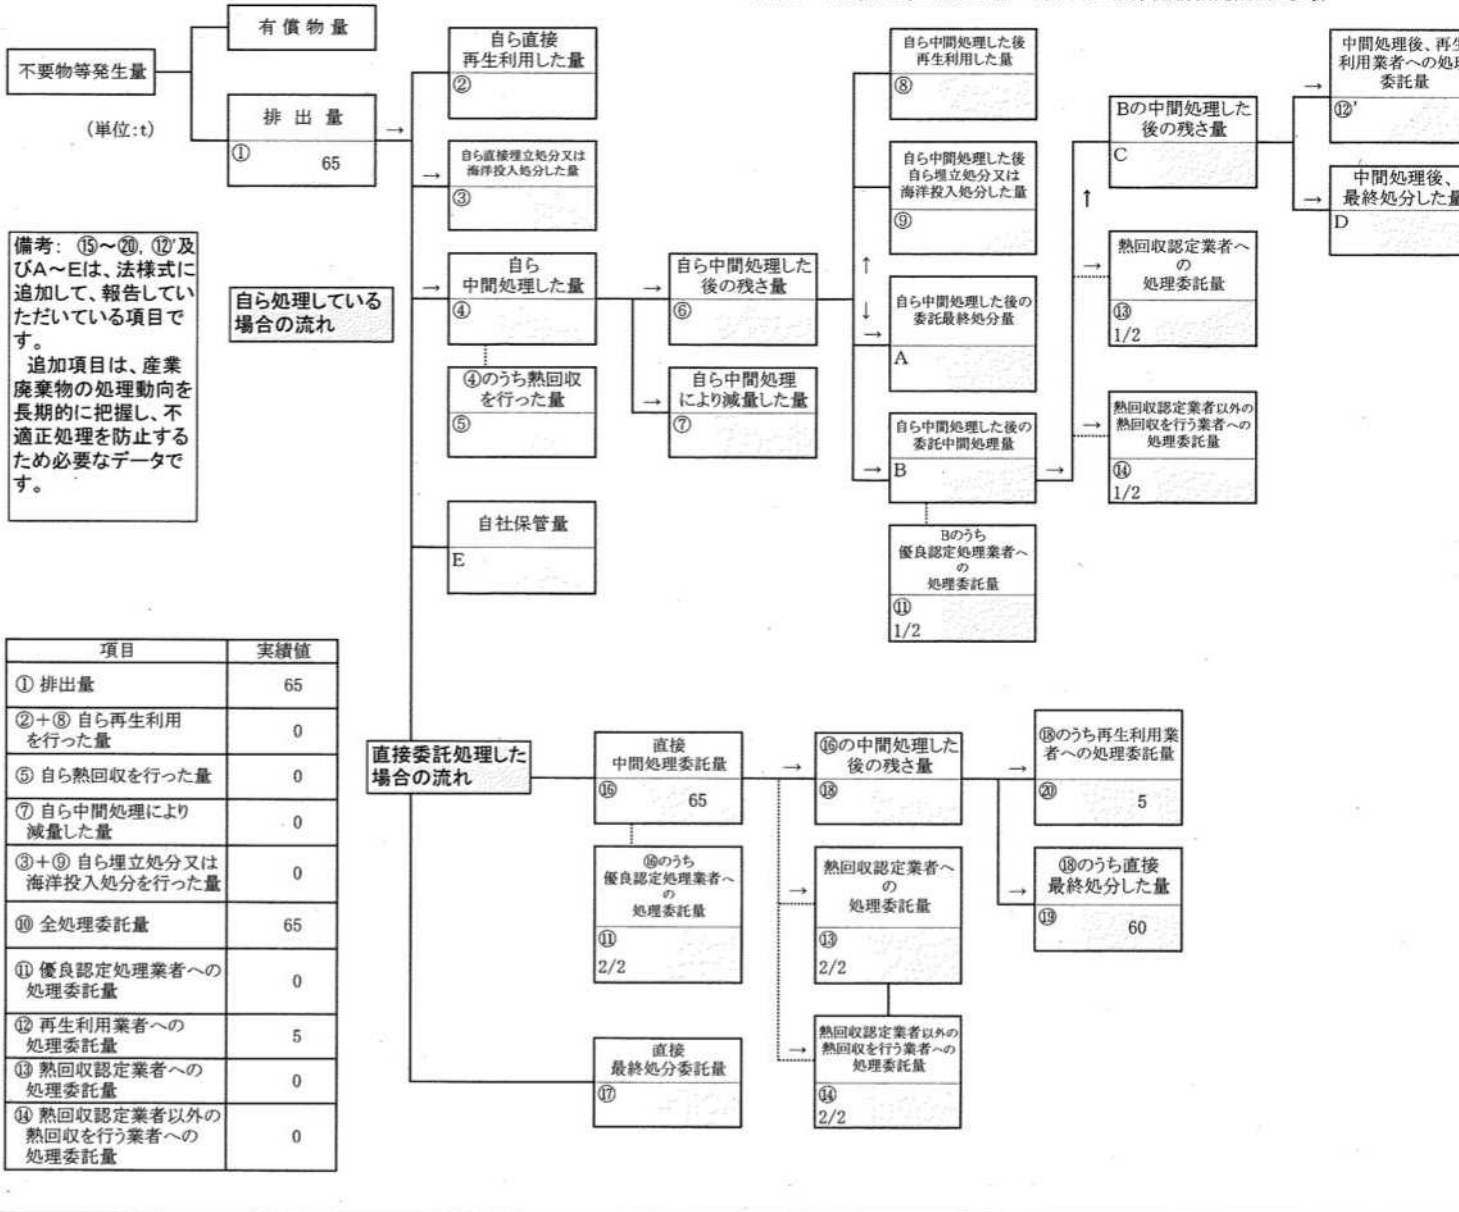 有償物量
不要物等発生量
(単位:t)
排出量
①
65
→
自ら直接
再生利用した量
②
→
自ら直接埋立処分又は
海洋投入処分した量
→
③
自ら
中間処理した量
→
④
④のうち熱回収
を行った量
⑤
自社保管量
E
自ら中間処理した
後の残さ量
→
⑥
自ら中間処理
により減量した量
→
⑦
自ら中間処理した後
再生利用した量
⑧
自ら中間処理した後
自ら埋立処分又は
海洋投入処分した量
⑨
↑
↓
→
自ら中間処理した後の
委託最終処分量
A
自ら中間処理した後の
委託中間処理量
→
B
→
Bのうち
優良認定処理業者へ
の
処理委託量
⑪
1/2
Bの中間処理した
後の残さ量
C
↑
熱回収認定業者へ
の
処理委託量
→
⑬
1/2
熱回収認定業者以外の
熱回収を行う業者への
処理委託量
→
⑭
1/2
中間処理後、再生
利用業者への処理
委託量
→
⑫'
中間処理後、
最終処分した量
→
D
備考: ⑮~⑳, ⑫'及
びA~Eは、法様式に
追加して、報告してい
ただいている項目で
す。
追加項目は、産業
廃棄物の処理動向を
長期的に把握し、不
適正処理を防止する
ため必要なデータで
す。
自ら処理している
場合の流れ
項目 実績値
① 排出量 65
②+⑧ 自ら再生利用
を行った量 0
⑤ 自ら熱回収を行った量 0
⑦ 自ら中間処理により
減量した量 0
③+⑨ 自ら埋立処分又は
海洋投入処分を行った量 0
⑩ 全処理委託量 65
⑪ 優良認定処理業者への
処理委託量 0
⑫ 再生利用業者への
処理委託量 5
⑬ 熱回収認定業者への
処理委託量 0
⑭ 熱回収認定業者以外の
熱回収を行う業者への
処理委託量 0
直接委託処理した
場合の流れ
直接
中間処理委託量
⑯
65
⑯のうち
優良認定処理業者へ
の
処理委託量
⑪
2/2
直接
最終処分委託量
⑰
⑯の中間処理した
後の残さ量
→
⑱
熱回収認定業者へ
の
処理委託量
→
⑬
2/2
熱回収認定業者以外の
熱回収を行う業者への
処理委託量
→
⑭
2/2
⑱のうち再生利用業
者への処理委託量
→
⑳
5
⑱のうち直接
最終処分した量
→
⑲
60